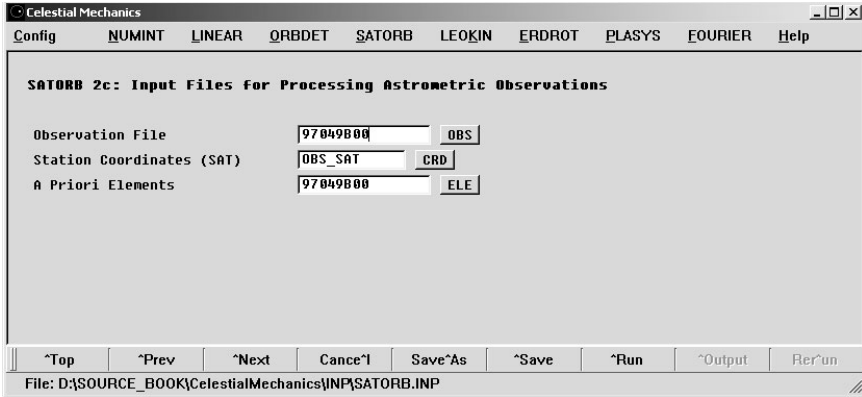 Celestial Mechanics
Config NUMINT LINEAR ORBDET SATORB LEOKIN ERDROT PLASYS FOURIER Help
SATORB 2c: Input Files for Processing Astrometric Observations
Observation File 97049B00 OBS
Station Coordinates (SAT) OBS_SAT CRD
A Priori Elements 97049B00 ELE
^Top ^Prev ^Next Cance^l Save^As ^Save ^Run ^Output Rer^un
File: D:\SOURCE_BOOK\CelestialMechanics\INP\SATORB.INP